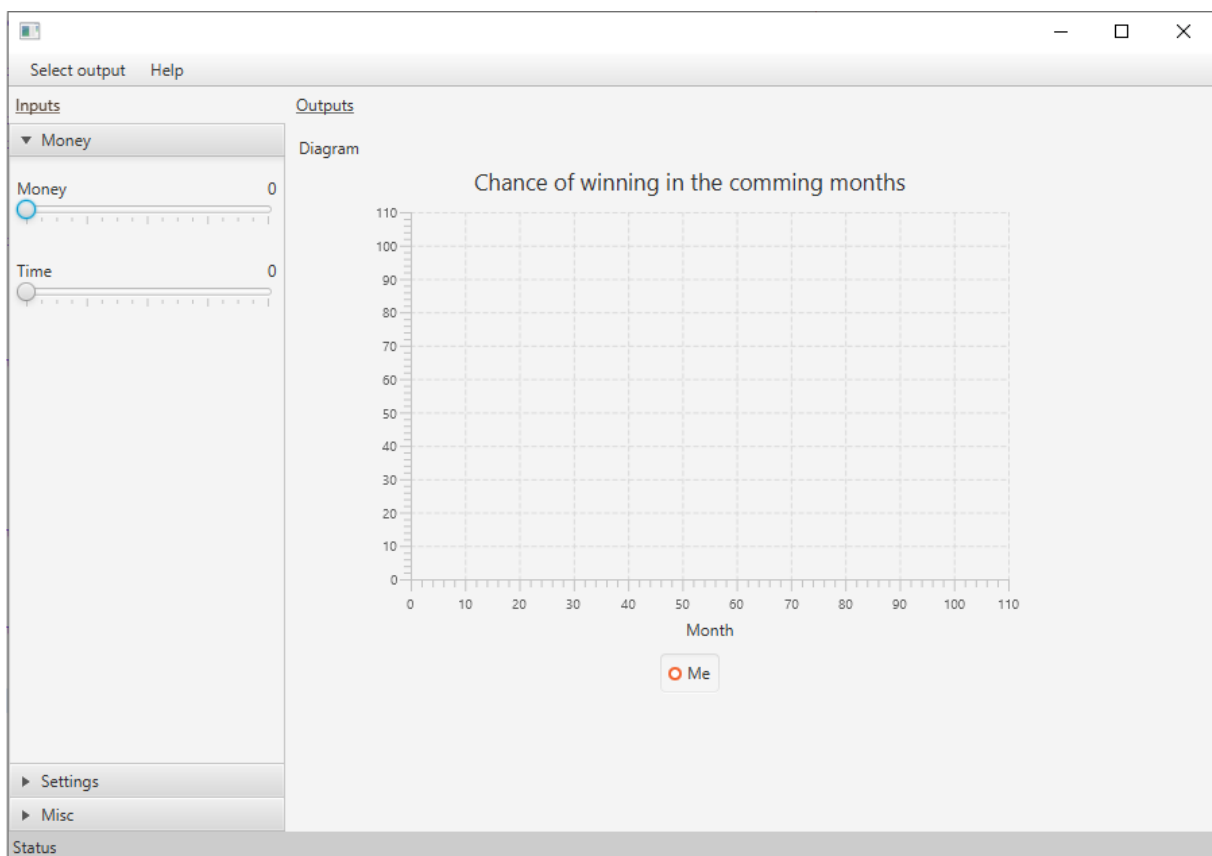 Select output Help
Inputs
Money
Money 0
Time 0
Settings
Misc
Status
Outputs
Diagram
Chance of winning in the comming months
110
100
90
80
70
60
50
40
30
20
10
0
0 10 20 30 40 50 60 70 80 90 100 110
Month
Me